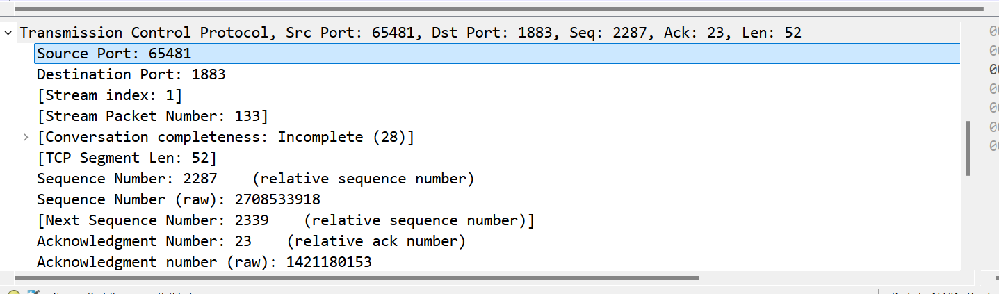 Transmission Control Protocol, Src Port: 65481, Dst Port: 1883, Seq: 2287, Ack: 23, Len: 52
Source Port: 65481
Destination Port: 1883
[Stream index: 1]
[Stream Packet Number: 133]
[Conversation completeness: Incomplete (28)]
[TCP Segment Len: 52]
Sequence Number: 2287    (relative sequence number)
Sequence Number (raw): 2708533918
[Next Sequence Number: 2339    (relative sequence number)]
Acknowledgment Number: 23    (relative ack number)
Acknowledgment number (raw): 1421180153